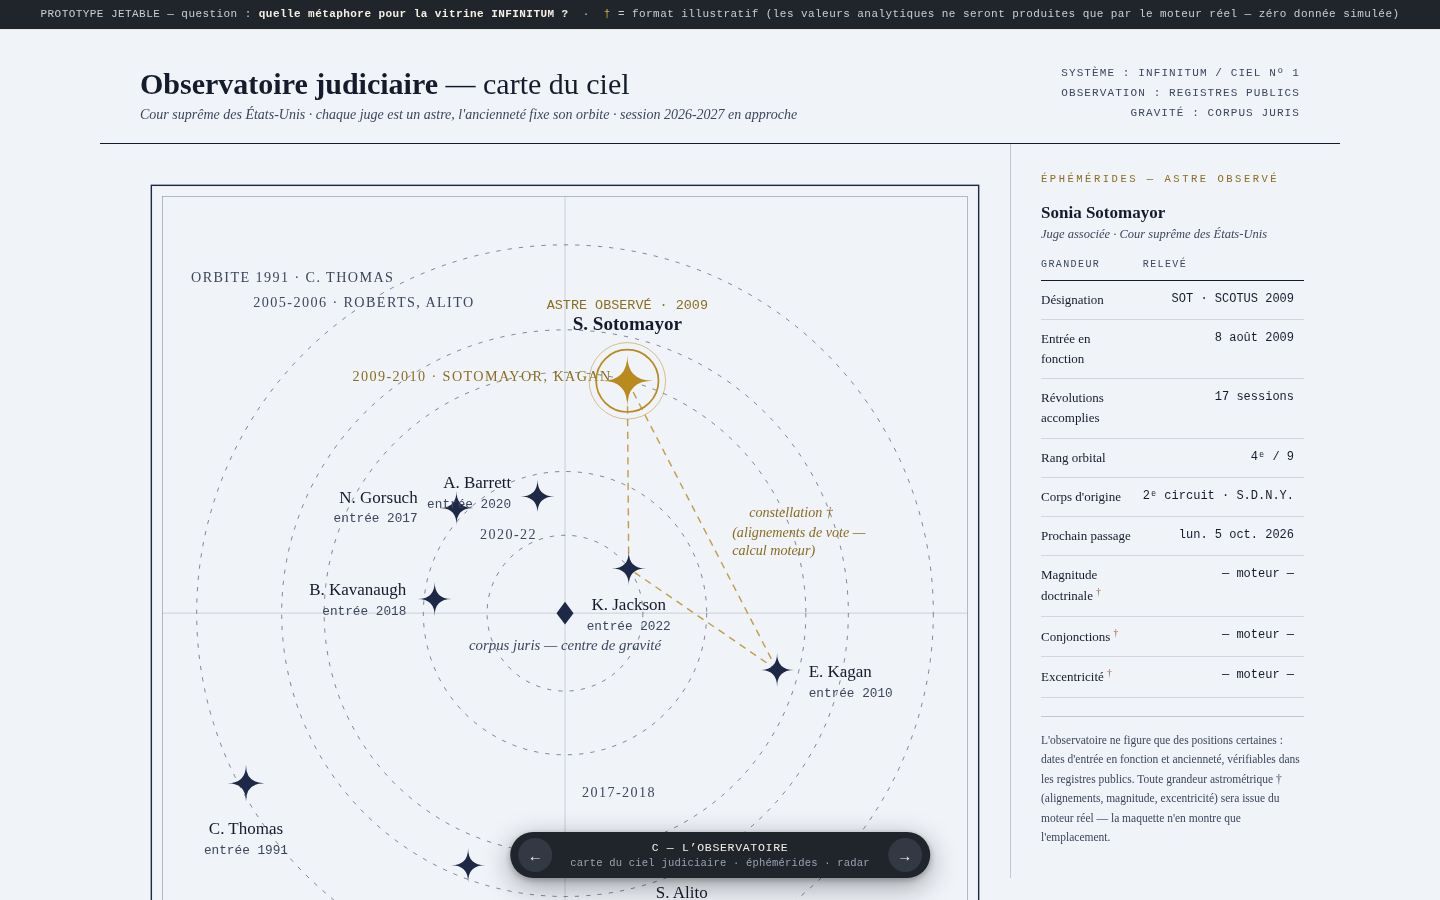 PROTOTYPE JETABLE — question : quelle métaphore pour la vitrine INFINITUM ? · † = format illustratif (les valeurs analytiques ne seront produites que par le moteur réel — zéro donnée simulée)
Observatoire judiciaire — carte du ciel
Cour suprême des États-Unis · chaque juge est un astre, l'ancienneté fixe son orbite · session 2026-2027 en approche
SYSTÈME : INFINITUM / CIEL Nº 1
OBSERVATION : REGISTRES PUBLICS
GRAVITÉ : CORPUS JURIS
ORBITE 1991 · C. THOMAS
2005-2006 · ROBERTS, ALITO
ASTRE OBSERVÉ · 2009
S. Sotomayor
2009-2010 · SOTOMAYOR, KAGAN
A. Barrett
entrée 2020
N. Gorsuch
entrée 2017
2020-22
constellation †
(alignements de vote —
calcul moteur)
B. Kavanaugh
entrée 2018
K. Jackson
entrée 2022
corpus juris — centre de gravité
E. Kagan
entrée 2010
2017-2018
C. Thomas
entrée 1991
S. Alito
ÉPHÉMÉRIDES — ASTRE OBSERVÉ
Sonia Sotomayor
Juge associée · Cour suprême des États-Unis
GRANDEUR RELEVÉ
Désignation SOT · SCOTUS 2009
Entrée en fonction 8 août 2009
Révolutions accomplies 17 sessions
Rang orbital 4ᵉ / 9
Corps d'origine 2ᵉ circuit · S.D.N.Y.
Prochain passage lun. 5 oct. 2026
Magnitude doctrinale † — moteur —
Conjonctions † — moteur —
Excentricité † — moteur —
L'observatoire ne figure que des positions certaines :
dates d'entrée en fonction et ancienneté, vérifiables dans
les registres publics. Toute grandeur astrométrique †
(alignements, magnitude, excentricité) sera issue du
moteur réel — la maquette n'en montre que
l'emplacement.
← C — L’OBSERVATOIRE →
carte du ciel judiciaire · éphémérides · radar